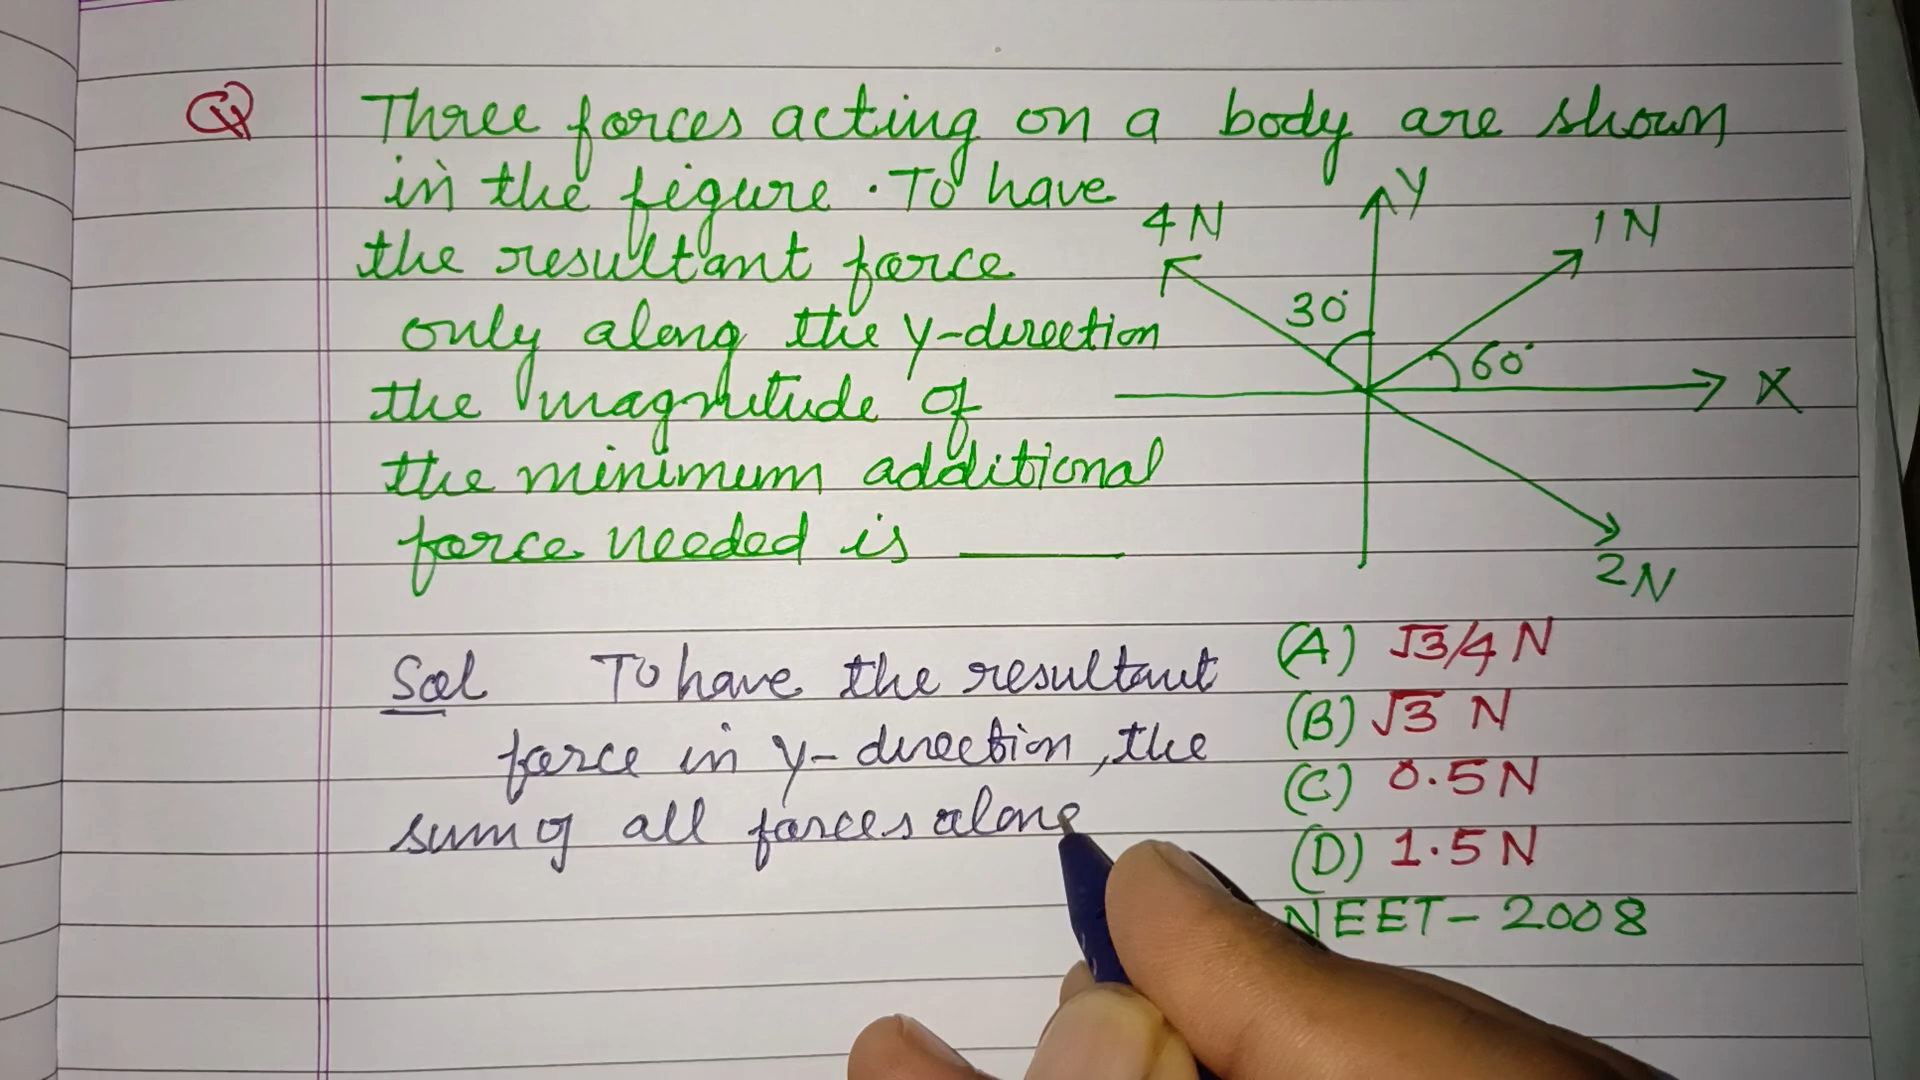 Q Three forces acting on a body are shown
in the figure. To have
the resultant force
only along the y-direction
the magnitude of
the minimum additional
force needed is ____
Y
4N
1N
30°
60°
X
2N
(A) √3/4 N
(B) √3 N
(C) 0.5 N
(D) 1.5 N
NEET-2008
Sol To have the resultant
force in y-direction, the
sum of all forces along